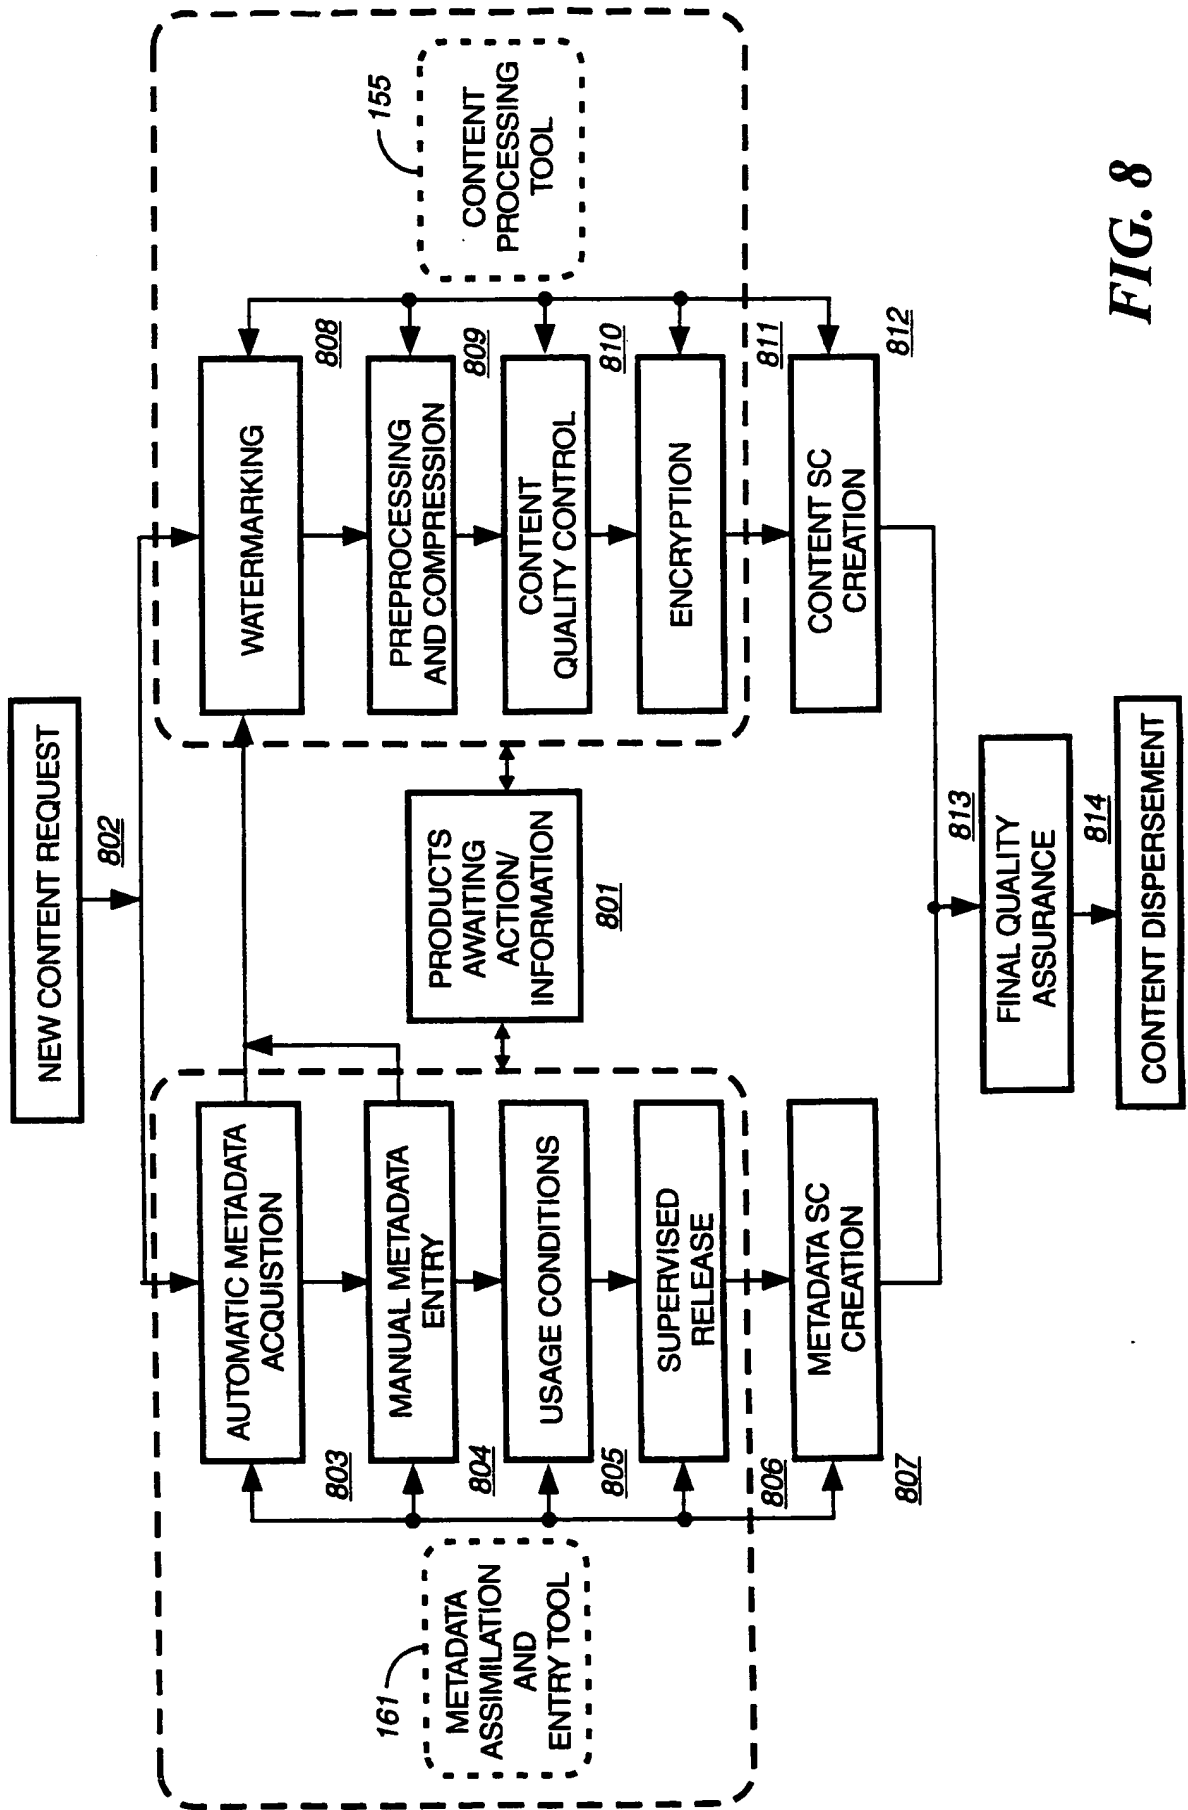 NEW CONTENT REQUEST
802
161
METADATA
ASSIMILATION
AND
ENTRY TOOL
AUTOMATIC METADATA
ACQUISTION
803
MANUAL METADATA
ENTRY
804
USAGE CONDITIONS
805
SUPERVISED
RELEASE
806
METADATA SC
CREATION
807
PRODUCTS
AWAITING
ACTION/
INFORMATION
801
WATERMARKING
808
PREPROCESSING
AND COMPRESSION
809
CONTENT
QUALITY CONTROL
810
ENCRYPTION
811
CONTENT SC
CREATION
812
155
CONTENT
PROCESSING
TOOL
FINAL QUALITY
ASSURANCE
813
CONTENT DISPERSEMENT
814
FIG. 8